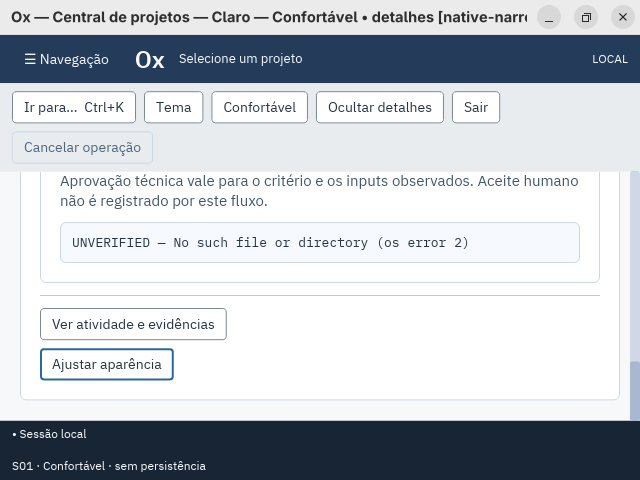 Ox — Central de projetos — Claro — Confortável • detalhes [native-narr
☰ Navegação Ox Selecione um projeto LOCAL
Ir para... Ctrl+K Tema Confortável Ocultar detalhes Sair
Cancelar operação
Aprovação técnica vale para o critério e os inputs observados. Aceite humano
não é registrado por este fluxo.
UNVERIFIED — No such file or directory (os error 2)
Ver atividade e evidências
Ajustar aparência
• Sessão local
S01 · Confortável · sem persistência